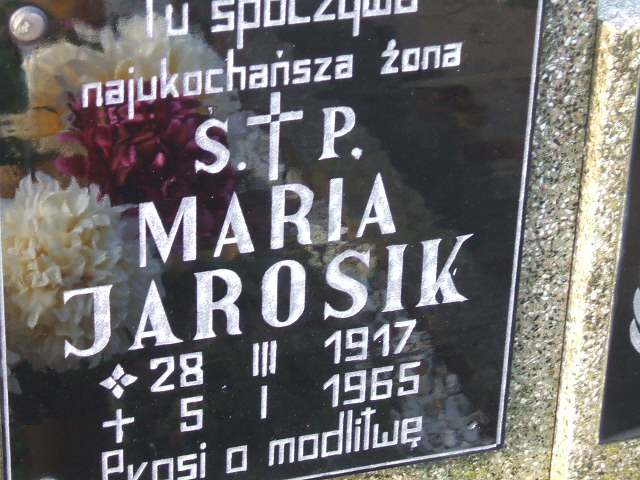 Tu spoczywa
najukochańsza żona
Ś. † P.
MARIA
JAROSIK
28 III 1917
+ 5 I 1965
Prosi o modlitwę